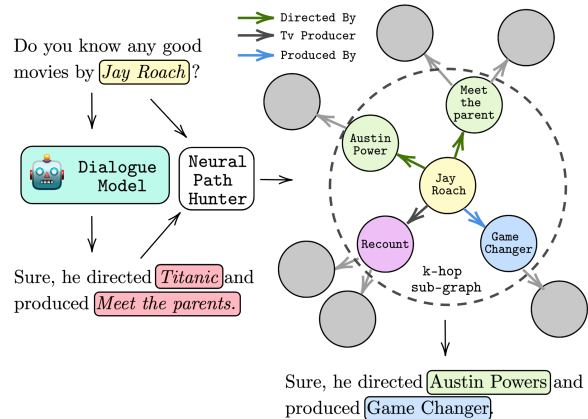 Do you know any good
movies by Jay Roach ?
Directed By
Tv Producer
Produced By
Dialogue
Model
Neural
Path
Hunter
Meet
the
parent
Austin
Power
Jay
Roach
Recount
Game
Changer
k-hop
sub-graph
Sure, he directed Titanic and
produced Meet the parents.
Sure, he directed Austin Powers and
produced Game Changer.